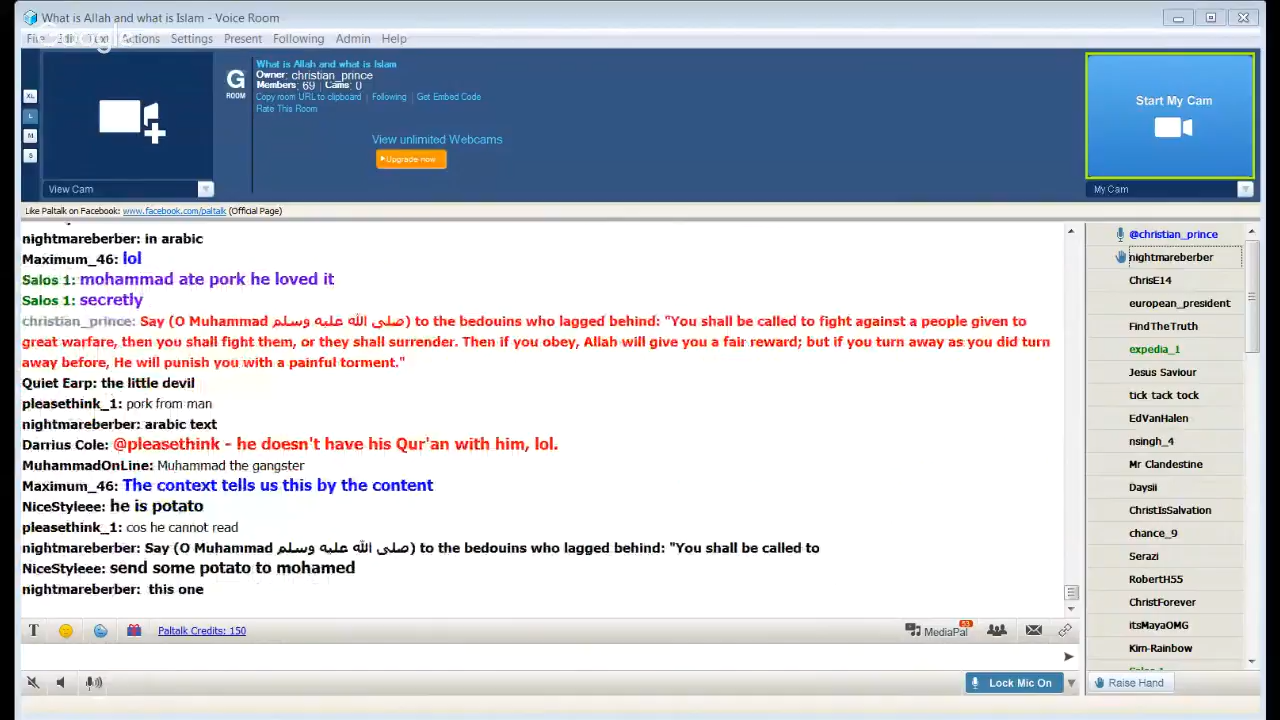 What is Allah and what is Islam - Voice Room
File Edit Text Actions Settings Present Following Admin Help
XL
L
M
S
View Cam
G
ROOM
What is Allah and what is Islam
Owner: christian_prince
Members: 69 | Cams: 0
Copy room URL to clipboard | Following | Get Embed Code
Rate This Room
View unlimited Webcams
Upgrade now
Start My Cam
My Cam
Like Paltalk on Facebook: www.facebook.com/paltalk (Official Page)
nightmareberber: in arabic
Maximum_46: lol
Salos 1: mohammad ate pork he loved it
Salos 1: secretly
christian_prince: Say (O Muhammad صلى الله عليه وسلم) to the bedouins who lagged behind: "You shall be called to fight against a people given to
great warfare, then you shall fight them, or they shall surrender. Then if you obey, Allah will give you a fair reward; but if you turn away as you did turn
away before, He will punish you with a painful torment."
Quiet Earp: the little devil
pleasethink_1: pork from man
nightmareberber: arabic text
Darrius Cole: @pleasethink - he doesn't have his Qur'an with him, lol.
MuhammadOnLine: Muhammad the gangster
Maximum_46: The context tells us this by the content
NiceStyleee: he is potato
pleasethink_1: cos he cannot read
nightmareberber: Say (O Muhammad صلى الله عليه وسلم) to the bedouins who lagged behind: "You shall be called to
NiceStyleee: send some potato to mohamed
nightmareberber: this one
@christian_prince
nightmareberber
ChrisE14
european_president
FindTheTruth
expedia_1
Jesus Saviour
tick tack tock
EdVanHalen
nsingh_4
Mr Clandestine
Daysii
ChristIsSalvation
chance_9
Serazi
RobertH55
ChristForever
itsMayaOMG
Kim-Rainbow
Salos 1
T
Paltalk Credits: 150
MediaPal
53
Lock Mic On
Raise Hand